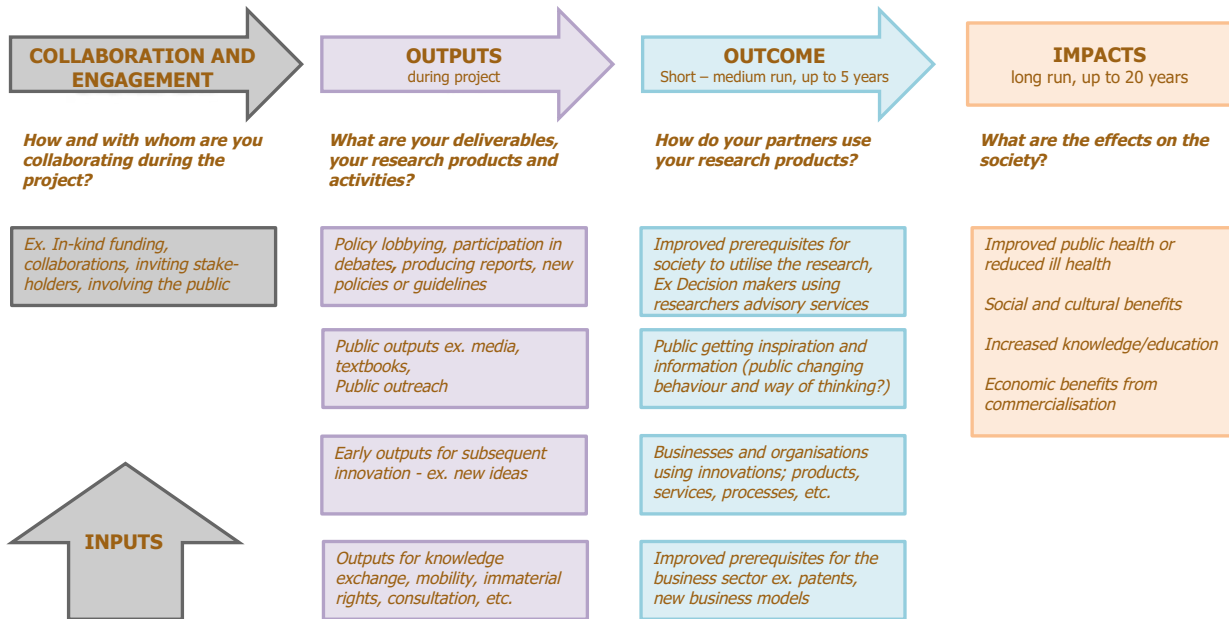 COLLABORATION AND
ENGAGEMENT
How and with whom are you
collaborating during the
project?
Ex. In-kind funding,
collaborations, inviting stake-
holders, involving the public
INPUTS
OUTPUTS
during project
What are your deliverables,
your research products and
activities?
Policy lobbying, participation in
debates, producing reports, new
policies or guidelines
Public outputs ex. media,
textbooks,
Public outreach
Early outputs for subsequent
innovation - ex. new ideas
Outputs for knowledge
exchange, mobility, immaterial
rights, consultation, etc.
OUTCOME
Short – medium run, up to 5 years
How do your partners use
your research products?
Improved prerequisites for
society to utilise the research,
Ex Decision makers using
researchers advisory services
Public getting inspiration and
information (public changing
behaviour and way of thinking?)
Businesses and organisations
using innovations; products,
services, processes, etc.
Improved prerequisites for the
business sector ex. patents,
new business models
IMPACTS
long run, up to 20 years
What are the effects on the
society?
Improved public health or
reduced ill health
Social and cultural benefits
Increased knowledge/education
Economic benefits from
commercialisation